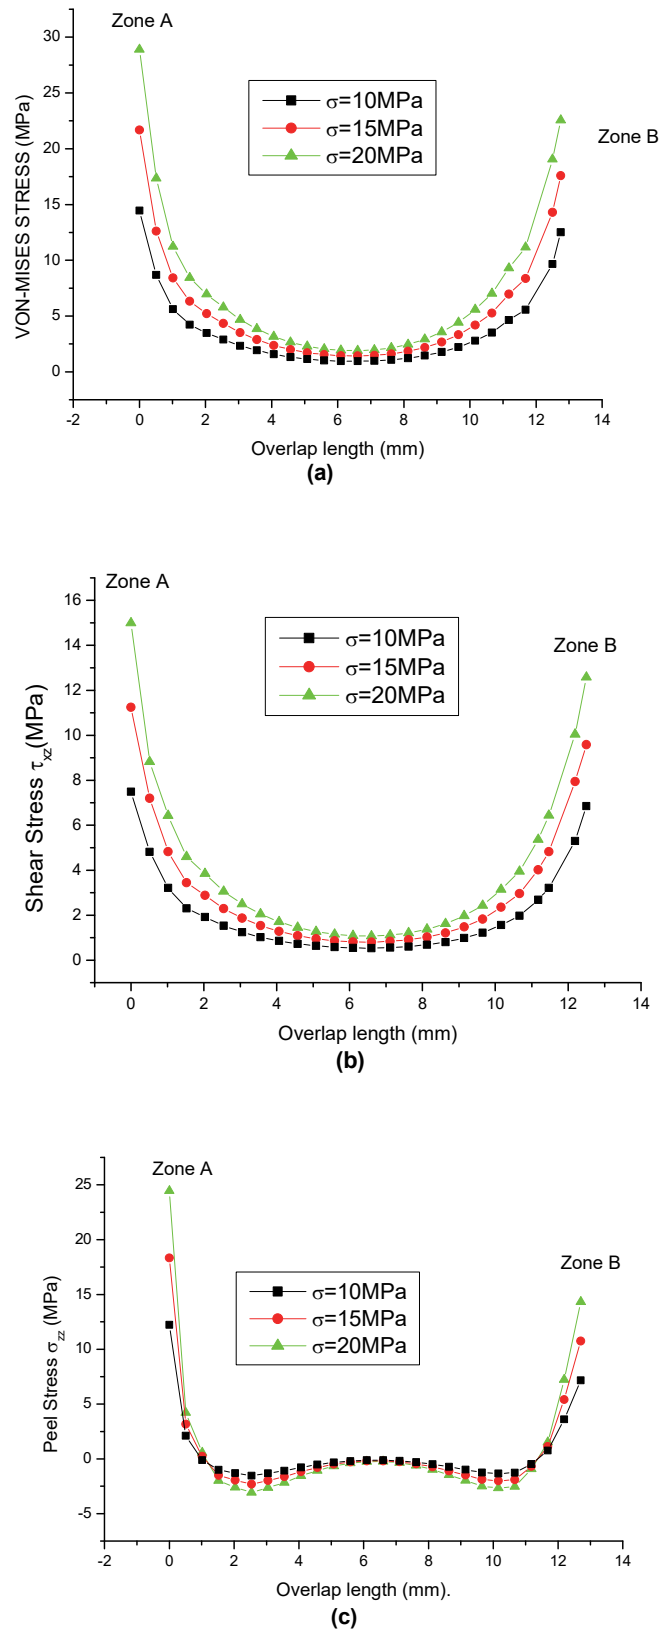 Zone A
30
25
20
15
10
5
0
VON-MISES STRESS (MPa)
σ=10MPa
σ=15MPa
σ=20MPa
Zone B
-2 0 2 4 6 8 10 12 14
Overlap length (mm)
(a)
Zone A
16
14
12
10
8
6
4
2
0
Shear Stress τxz(MPa)
σ=10MPa
σ=15MPa
σ=20MPa
Zone B
0 2 4 6 8 10 12 14
Overlap length (mm)
(b)
Zone A
25
20
15
10
5
0
-5
Peel Stress σzz (MPa)
σ=10MPa
σ=15MPa
σ=20MPa
Zone B
-2 0 2 4 6 8 10 12 14
Overlap length (mm).
(c)